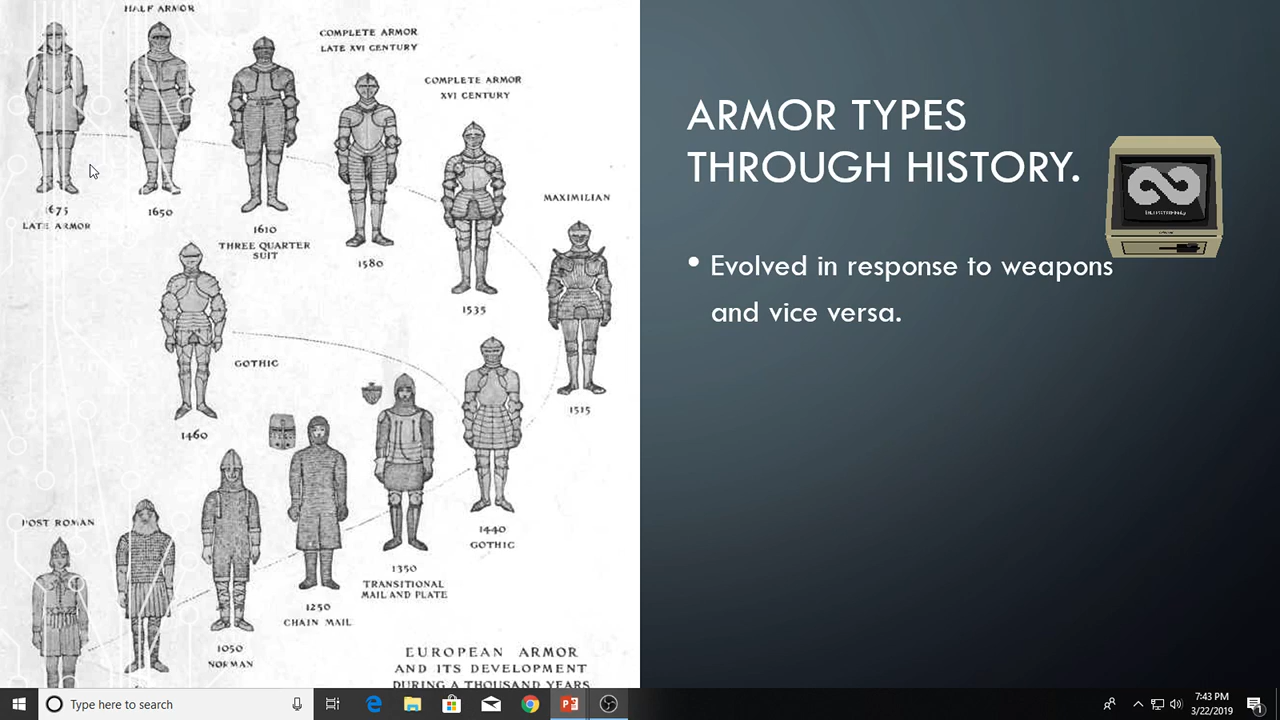 HALF ARMOR
COMPLETE ARMOR
LATE XVI CENTURY
COMPLETE ARMOR
XVI CENTURY
1675
LATE ARMOR
1650
1610
THREE QUARTER
SUIT
1580
1535
MAXIMILIAN
1515
GOTHIC
1460
1440
GOTHIC
1350
TRANSITIONAL
MAIL AND PLATE
1250
CHAIN MAIL
1050
NORMAN
POST ROMAN
EUROPEAN ARMOR
AND ITS DEVELOPMENT
DURING A THOUSAND YEARS
ARMOR TYPES
THROUGH HISTORY.
• Evolved in response to weapons
and vice versa.
Type here to search
7:43 PM
3/22/2019